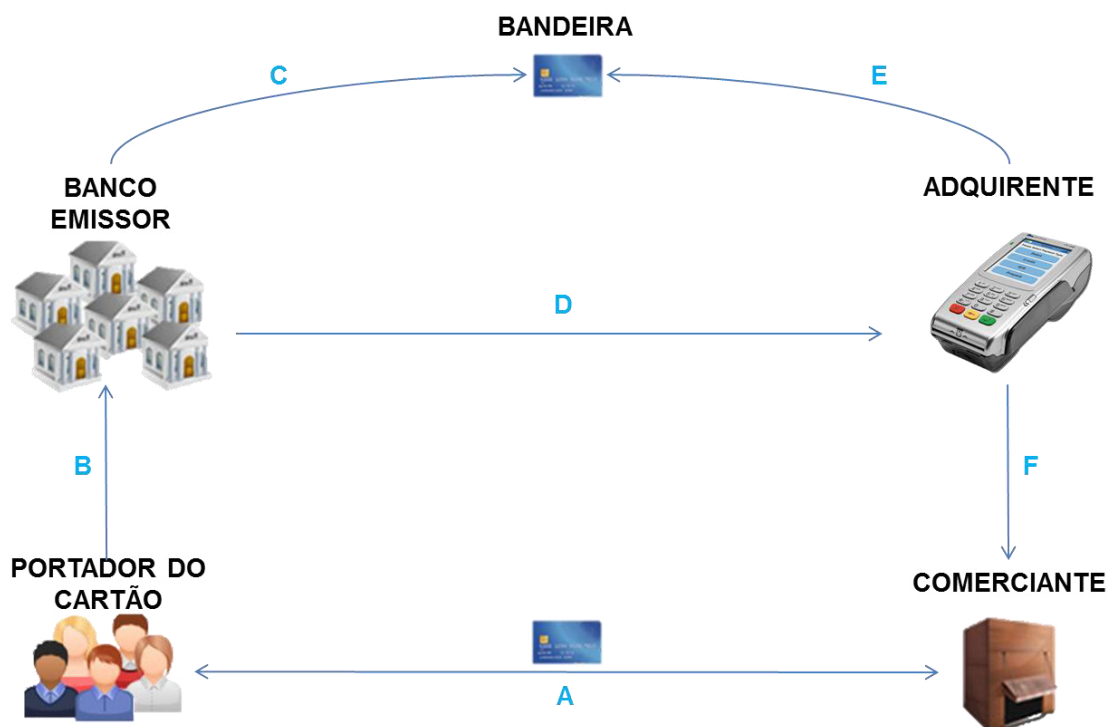 BANDEIRA
C
E
BANCO
EMISSOR
ADQUIRENTE
D
B
F
PORTADOR DO
CARTÃO
COMERCIANTE
A